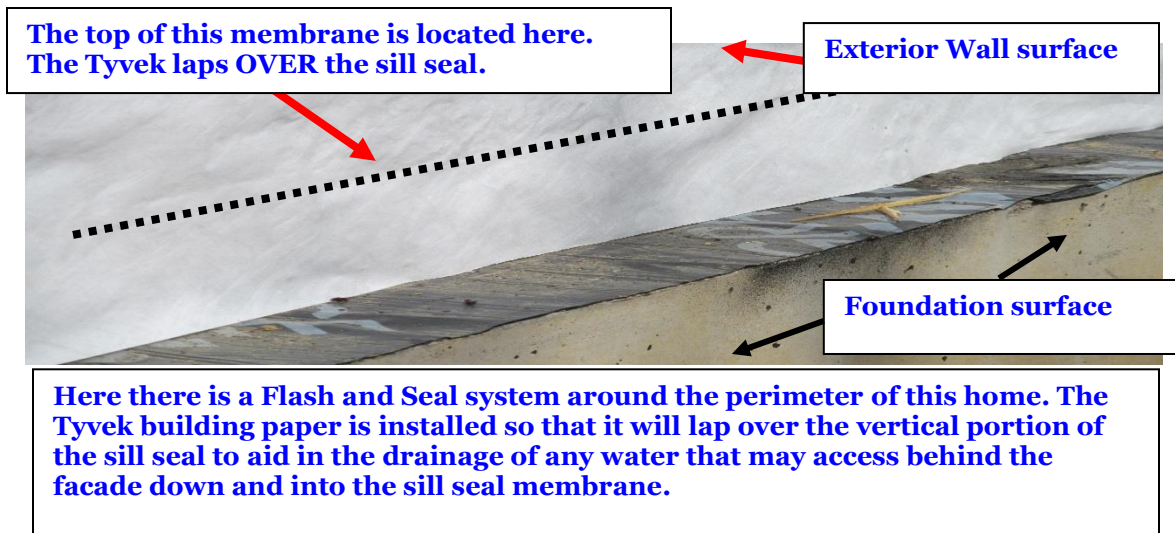 The top of this membrane is located here.
The Tyvek laps OVER the sill seal.
Exterior Wall surface
Foundation surface
Here there is a Flash and Seal system around the perimeter of this home. The
Tyvek building paper is installed so that it will lap over the vertical portion of
the sill seal to aid in the drainage of any water that may access behind the
facade down and into the sill seal membrane.